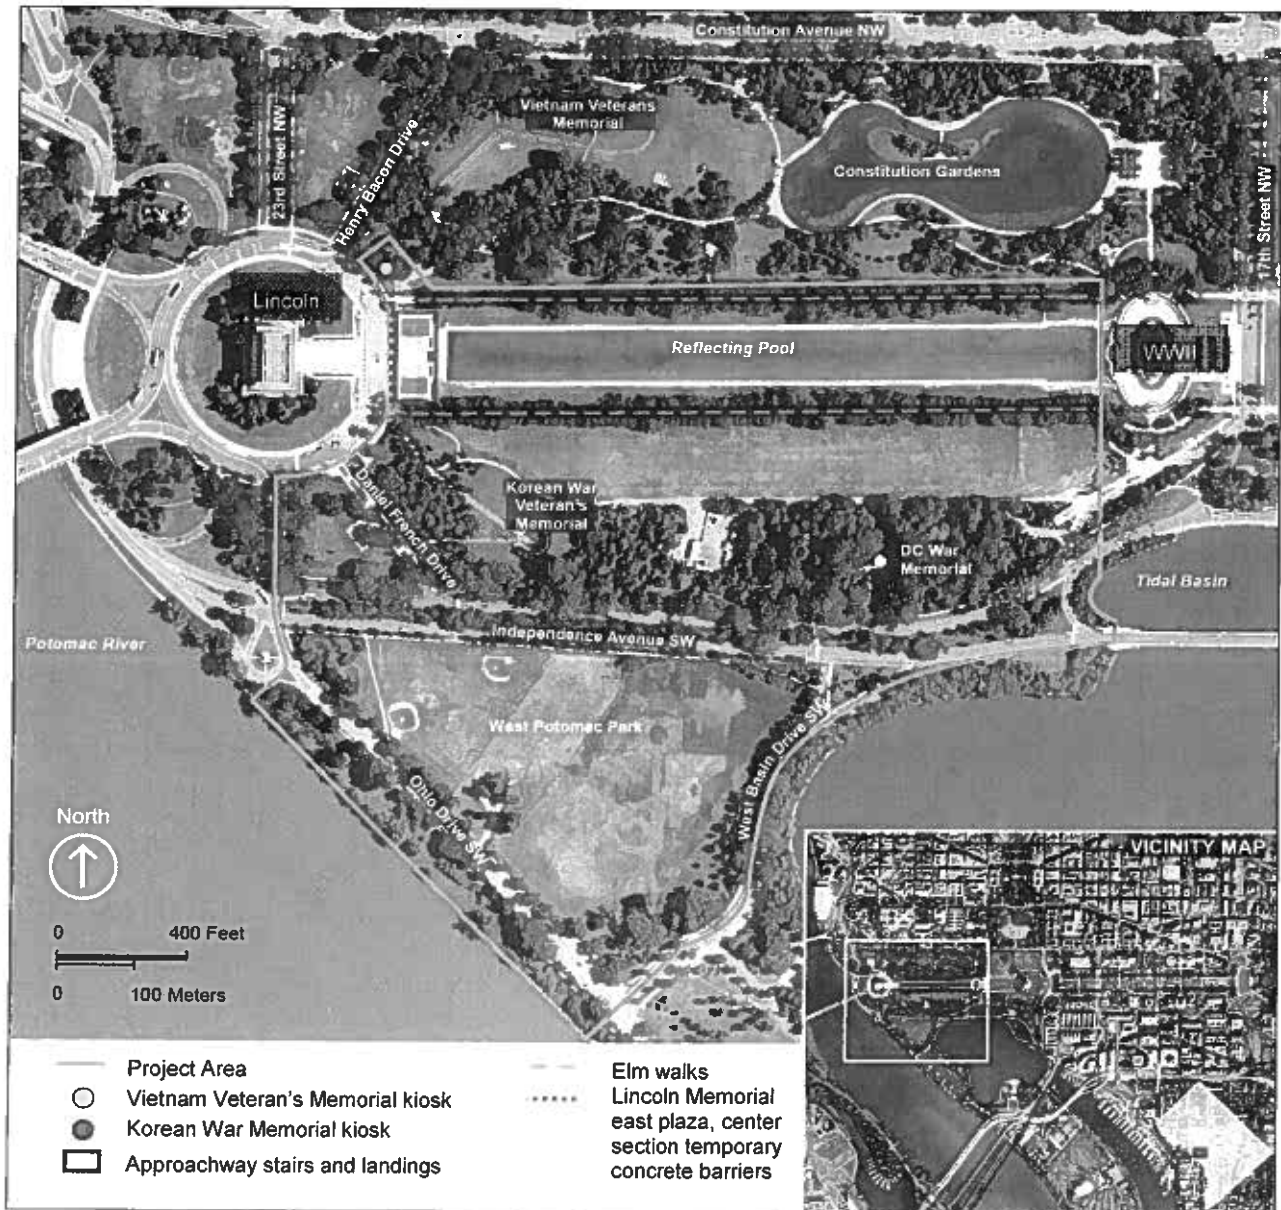 Constitution Avenue NW
Vietnam Veterans
Memorial
23rd Street NW
Henry Bacon Drive
Constitution Gardens
17th Street NW
Lincoln
Reflecting Pool
WWII
Daniel French Drive
Korean War
Veteran's
Memorial
DC War
Memorial
Tidal Basin
Potomac River
Independence Avenue SW
West Potomac Park
West Basin Drive SW
Ohio Drive SW
North
0 400 Feet
0 100 Meters
VICINITY MAP
Project Area
Vietnam Veteran's Memorial kiosk
Korean War Memorial kiosk
Approachway stairs and landings
Elm walks
Lincoln Memorial
east plaza, center
section temporary
concrete barriers